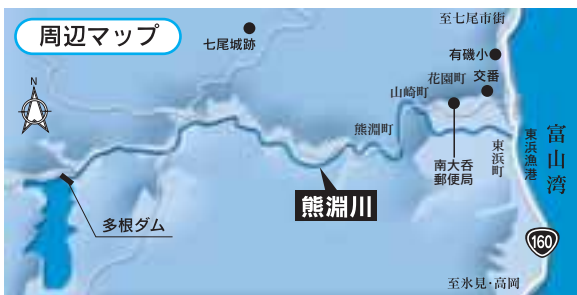 周辺マップ
至七尾市街
七尾城跡
有磯小
交番
花園町
山崎町
N
熊淵町
南大呑
郵便局
東浜町
東浜漁港
富山湾
熊淵川
多根ダム
160
至氷見・高岡